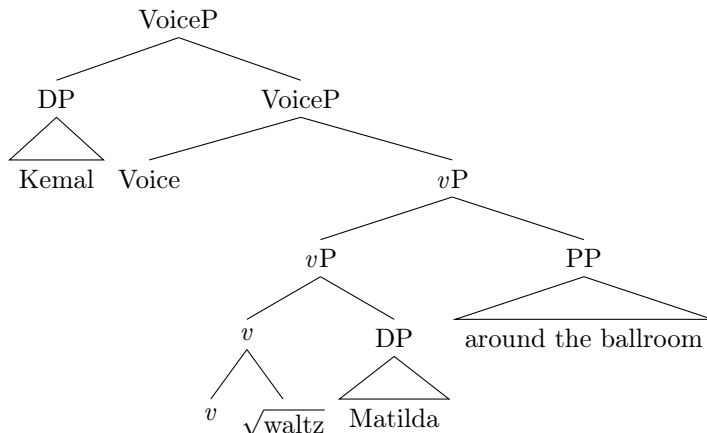 VoiceP
DP VoiceP
Kemal Voice vP
vP PP
v DP around the ballroom
v √waltz Matilda